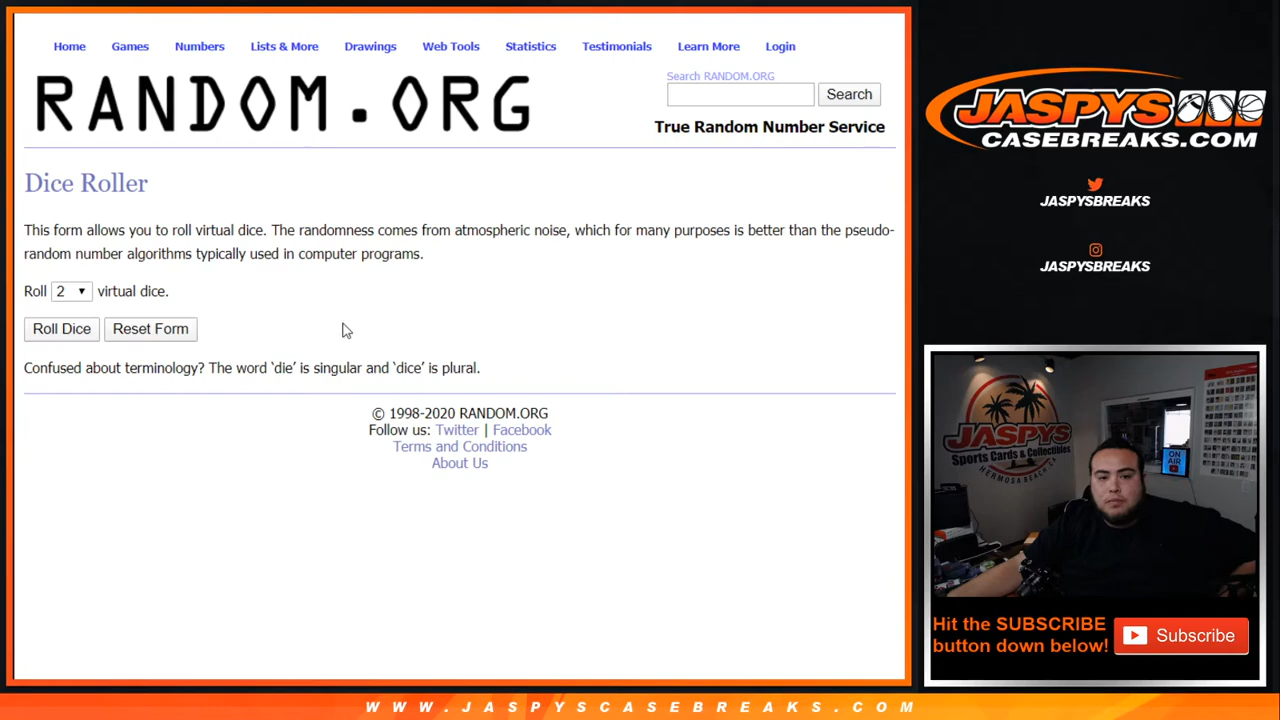 Home Games Numbers Lists & More Drawings Web Tools Statistics Testimonials Learn More Login
RANDOM.ORG
Search RANDOM.ORG
Search
True Random Number Service
Dice Roller
This form allows you to roll virtual dice. The randomness comes from atmospheric noise, which for many purposes is better than the pseudo-
random number algorithms typically used in computer programs.
Roll 2 virtual dice.
Roll Dice Reset Form
Confused about terminology? The word ‘die’ is singular and ‘dice’ is plural.
© 1998-2020 RANDOM.ORG
Follow us: Twitter | Facebook
Terms and Conditions
About Us
JASPYS
CASEBREAKS.COM
JASPYSBREAKS
JASPYSBREAKS
JASPYS
Sports Cards & Collectibles
HERMOSA BEACH, CA
ON
AIR
Hit the SUBSCRIBE
button down below!
Subscribe
WWW.JASPYSCASEBREAKS.COM